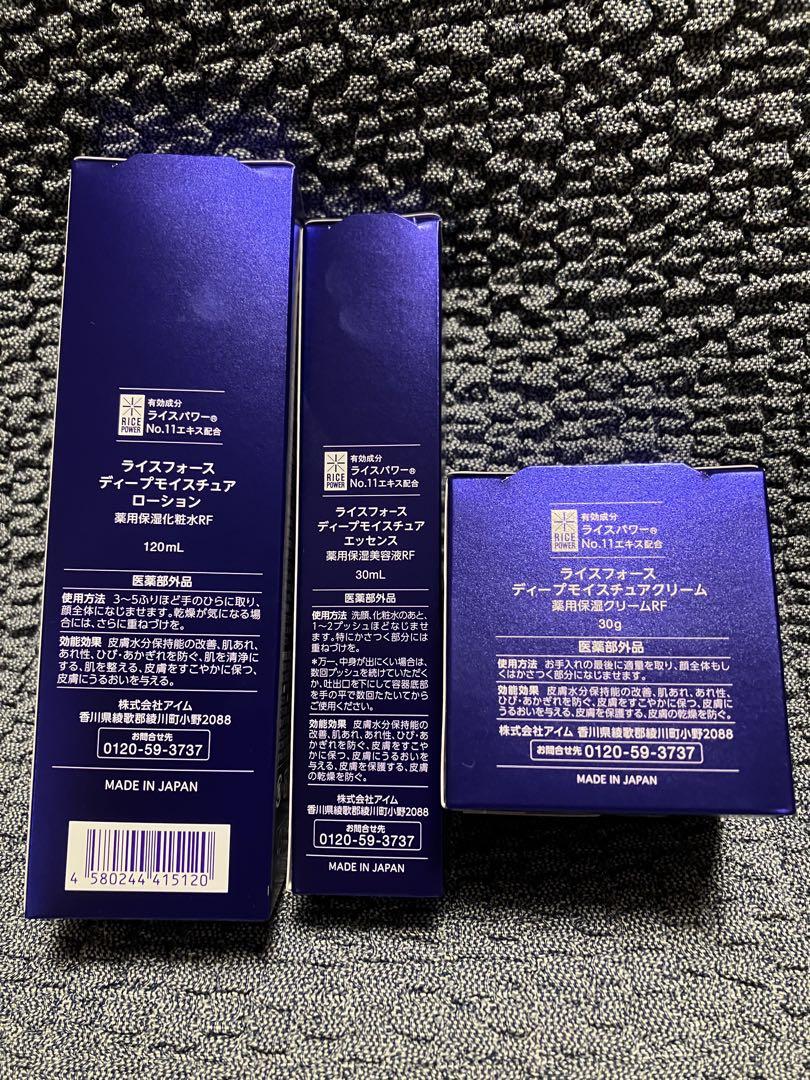 RICE POWER
有効成分
ライスパワー®
No.11エキス配合
ライスフォース
ディープモイスチュア
ローション
薬用保湿化粧水RF
120mL
医薬部外品
使用方法 3〜5ふりほど手のひらに取り、
顔全体になじませます。乾燥が気になる場
合には、さらに重ねづけを。
効能効果 皮膚水分保持能の改善、肌あれ、
あれ性、ひび・あかぎれを防ぐ、肌を清浄に
する、肌を整える、皮膚をすこやかに保つ、
皮膚にうるおいを与える。
株式会社アイム
香川県綾歌郡綾川町小野2088
お問合せ先
0120-59-3737
MADE IN JAPAN
4 580244 415120
RICE POWER
有効成分
ライスパワー®
No.11エキス配合
ライスフォース
ディープモイスチュア
エッセンス
薬用保湿美容液RF
30mL
医薬部外品
使用方法 洗顔、化粧水のあと、
1〜2プッシュほどなじませ
ます。特にかさつく部分には
重ねづけを。
*万一、中身が出にくい場合は、
数回プッシュを続けていただく
か、吐出口を下にして容器底部
を手の平で数回たたいてから
ご使用ください。
効能効果 皮膚水分保持能の
改善、肌あれ、あれ性、ひび・あ
かぎれを防ぐ、皮膚をすこや
かに保つ、皮膚にうるおいを
与える、皮膚を保護する、皮膚
の乾燥を防ぐ。
株式会社アイム
香川県綾歌郡綾川町小野2088
お問合せ先
0120-59-3737
MADE IN JAPAN
RICE POWER
有効成分
ライスパワー®
No.11エキス配合
ライスフォース
ディープモイスチュアクリーム
薬用保湿クリームRF
30g
医薬部外品
使用方法 お手入れの最後に適量を取り、顔全体もし
くはかさつく部分になじませます。
効能効果 皮膚水分保持能の改善、肌あれ、あれ性、
ひび・あかぎれを防ぐ、皮膚をすこやかに保つ、皮膚に
うるおいを与える、皮膚を保護する、皮膚の乾燥を防ぐ。
株式会社アイム 香川県綾歌郡綾川町小野2088
お問合せ先 0120-59-3737
MADE IN JAPAN